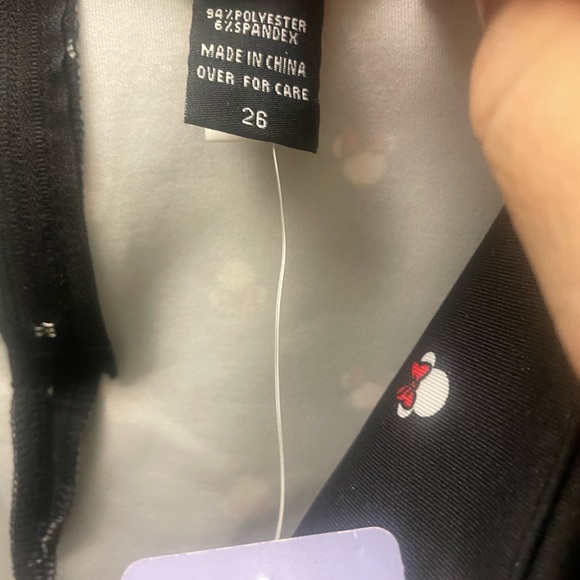 94%POLYESTER
6%SPANDEX
MADE IN CHINA
OVER FOR CARE
26